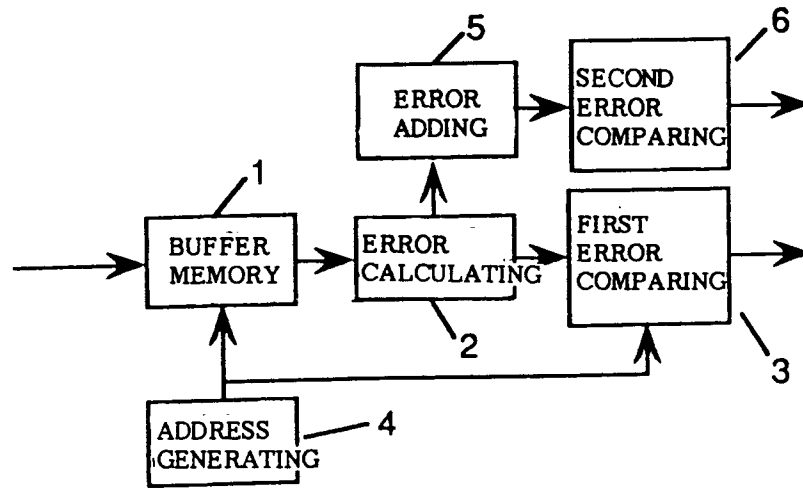 5
6
ERROR
ADDING
SECOND
ERROR
COMPARING
1
BUFFER
MEMORY
ERROR
CALCULATING
FIRST
ERROR
COMPARING
2
3
ADDRESS
GENERATING
4